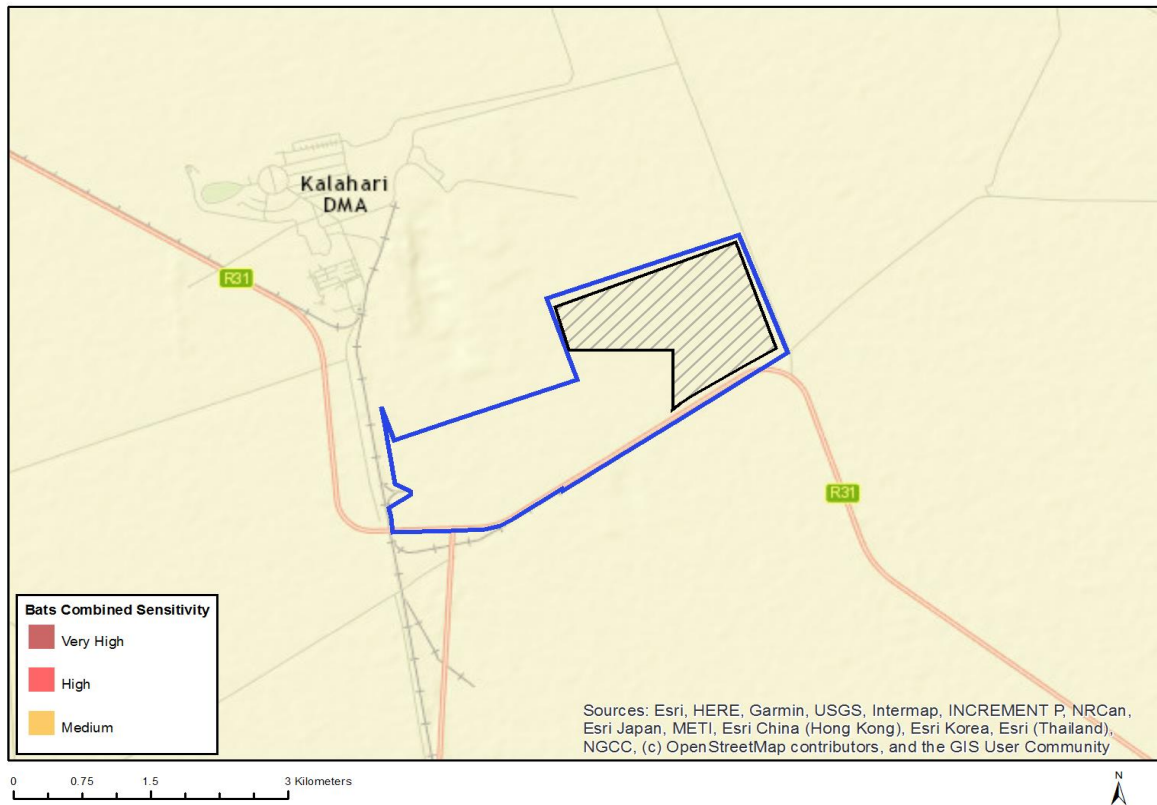 Kalahari
DMA
R31
R31
Bats Combined Sensitivity
Very High
High
Medium
Sources: Esri, HERE, Garmin, USGS, Intermap, INCREMENT P, NRCan,
Esri Japan, METI, Esri China (Hong Kong), Esri Korea, Esri (Thailand),
NGCC, (c) OpenStreetMap contributors, and the GIS User Community
0 0.75 1.5 3 Kilometers
N